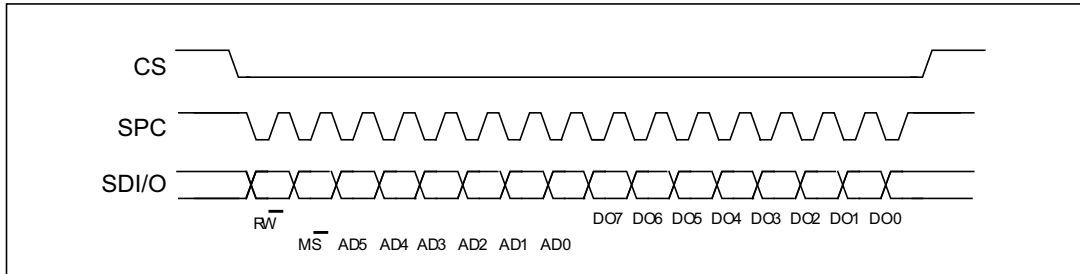 CS
SPC
SDI/O
RW DO7 DO6 DO5 DO4 DO3 DO2 DO1 DO0
MS AD5 AD4 AD3 AD2 AD1 AD0